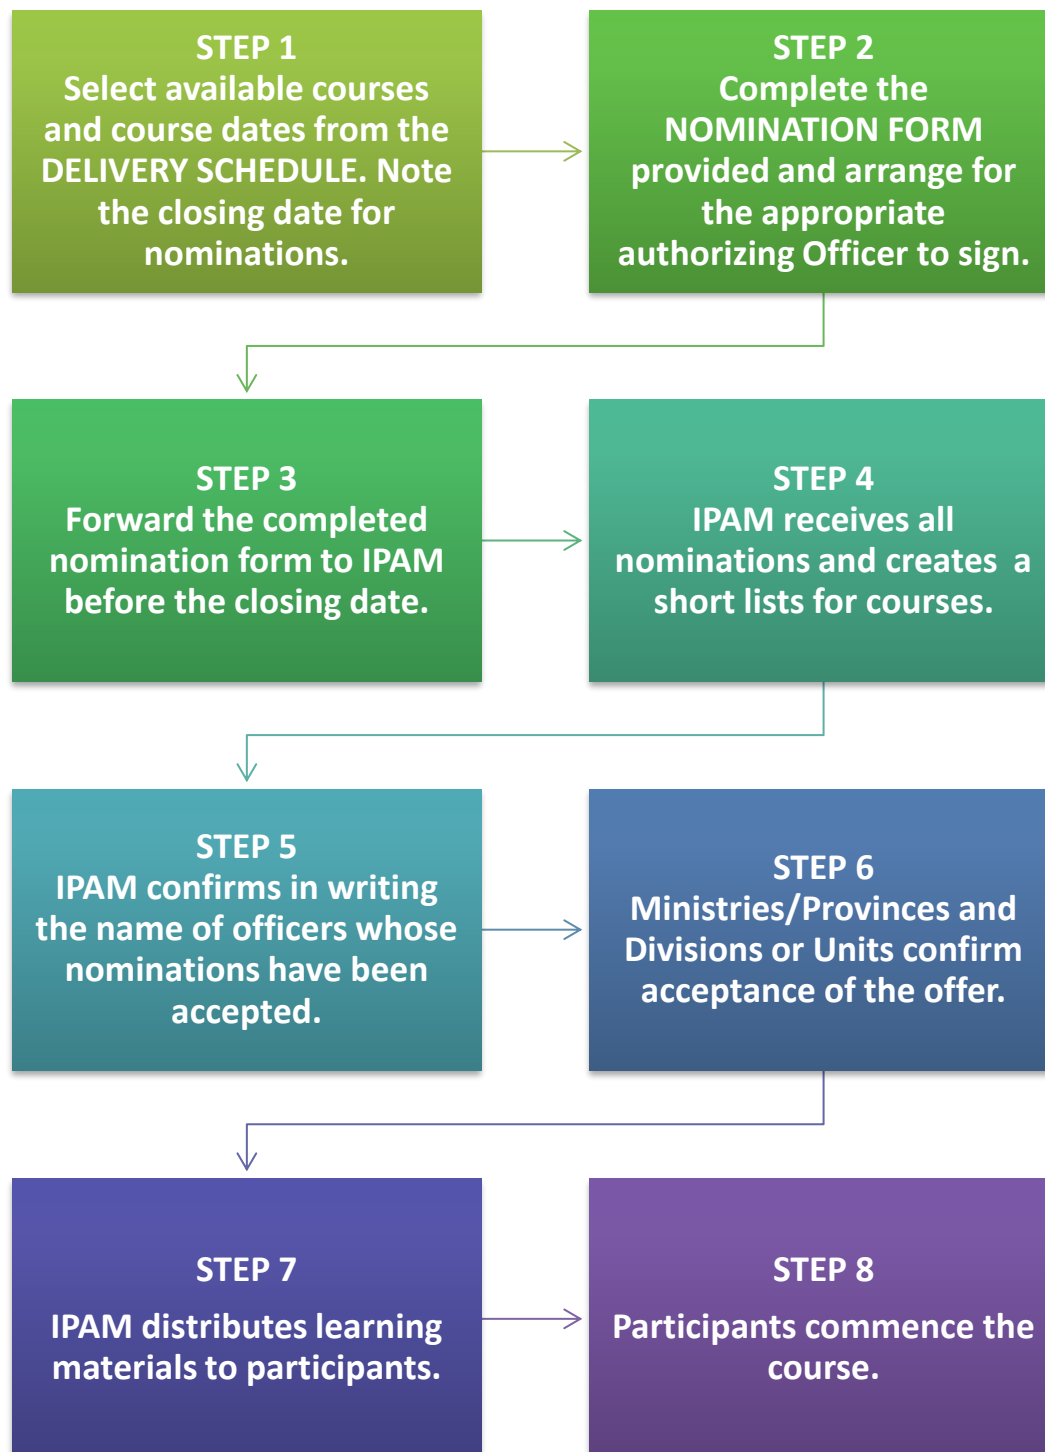 STEP 1
Select available courses
and course dates from the
DELIVERY SCHEDULE. Note
the closing date for
nominations.
STEP 2
Complete the
NOMINATION FORM
provided and arrange for
the appropriate
authorizing Officer to sign.
STEP 3
Forward the completed
nomination form to IPAM
before the closing date.
STEP 4
IPAM receives all
nominations and creates a
short lists for courses.
STEP 5
IPAM confirms in writing
the name of officers whose
nominations have been
accepted.
STEP 6
Ministries/Provinces and
Divisions or Units confirm
acceptance of the offer.
STEP 7
IPAM distributes learning
materials to participants.
STEP 8
Participants commence the
course.